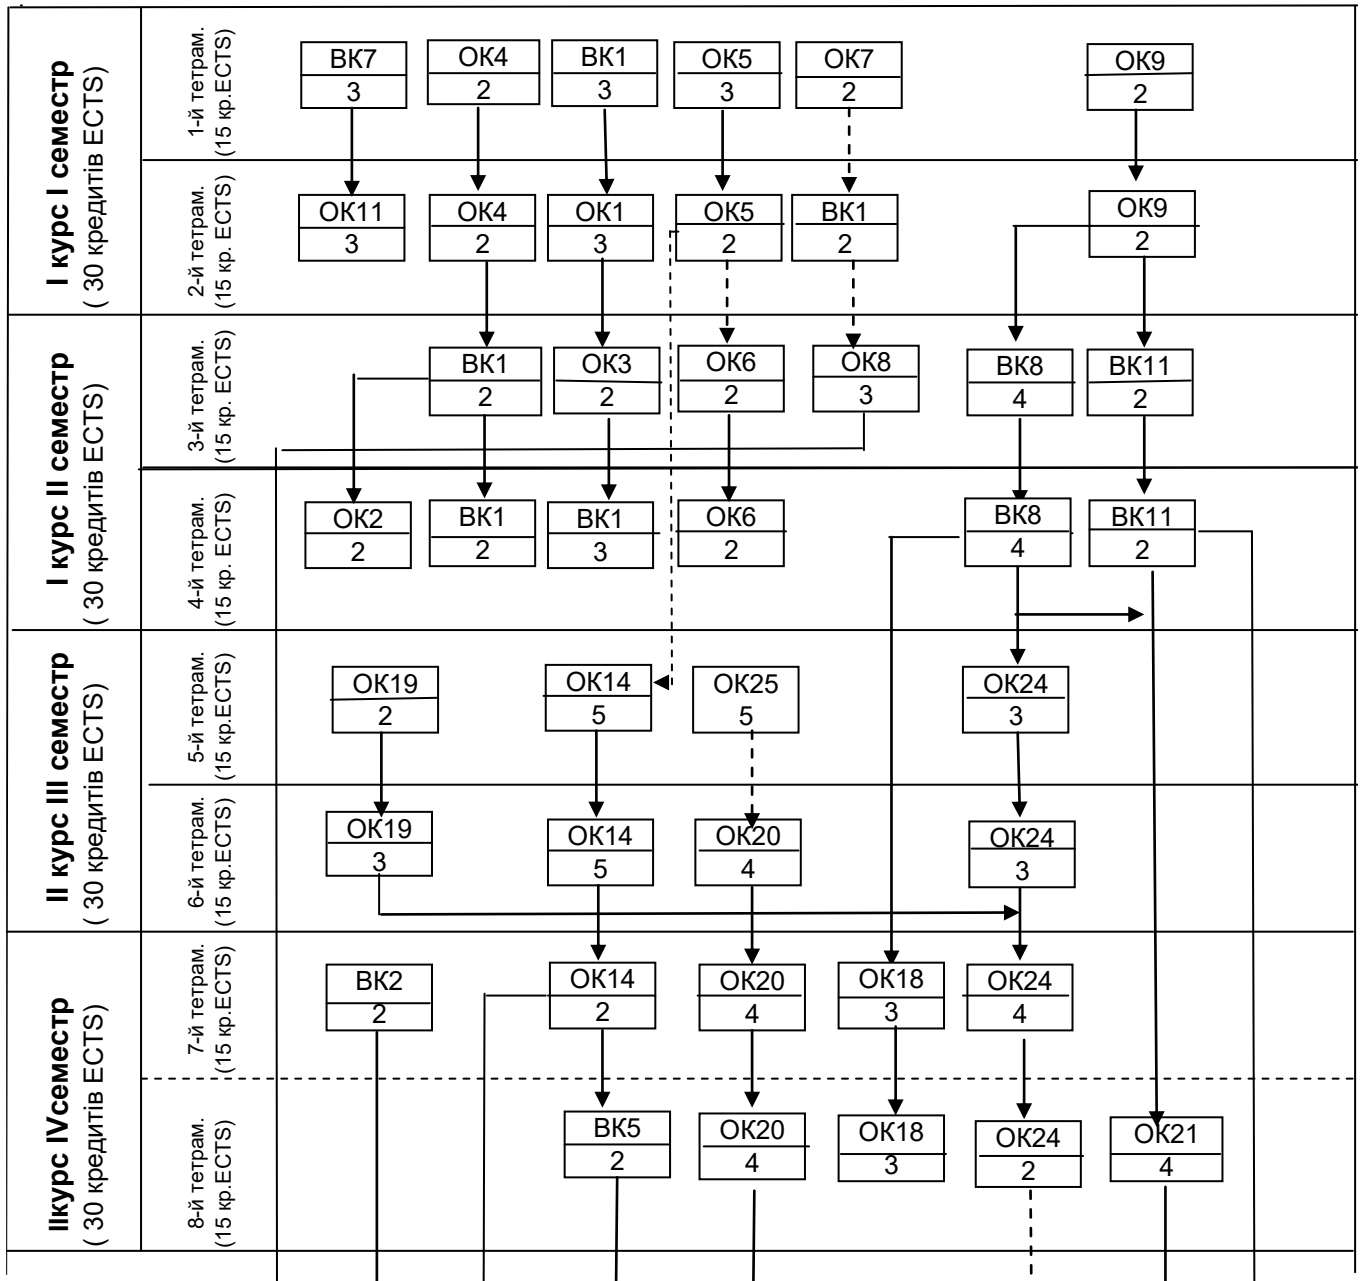 I курс I семестр
( 30 кредитів ECTS)
1-й тетрам.
(15 кр.ECTS)
ВК7
3
ОК4
2
ВК1
3
ОК5
3
ОК7
2
ОК9
2
2-й тетрам.
(15 кр. ECTS)
ОК11
3
ОК4
2
ОК1
3
ОК5
2
ВК1
2
ОК9
2
I курс II семестр
( 30 кредитів ECTS)
3-й тетрам.
(15 кр. ECTS)
ВК1
2
ОК3
2
ОК6
2
ОК8
3
ВК8
4
ВК11
2
4-й тетрам.
(15 кр. ECTS)
ОК2
2
ВК1
2
ВК1
3
ОК6
2
ВК8
4
ВК11
2
II курс III семестр
( 30 кредитів ECTS)
5-й тетрам.
(15 кр.ECTS)
ОК19
2
ОК14
5
ОК25
5
ОК24
3
6-й тетрам.
(15 кр.ECTS)
ОК19
3
ОК14
5
ОК20
4
ОК24
3
IIкурс IVсеместр
( 30 кредитів ECTS)
7-й тетрам.
(15 кр.ECTS)
ВК2
2
ОК14
2
ОК20
4
ОК18
3
ОК24
4
8-й тетрам.
(15 кр.ECTS)
ВК5
2
ОК20
4
ОК18
3
ОК24
2
ОК21
4